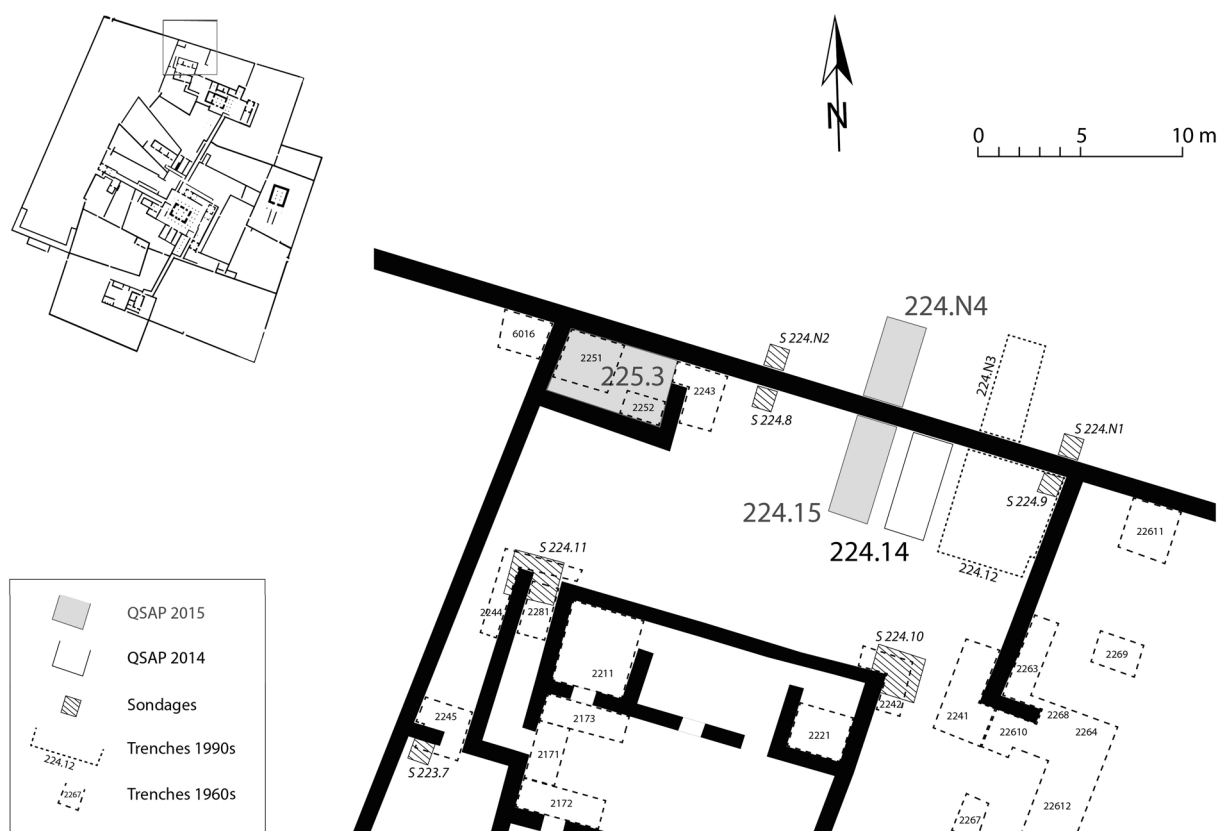 N
0 5 10 m
224.N4
6016
S 224.N2
2251
225.3
224.N3
2243
2252
S 224.8
S 224.N1
S 224.9
224.15
22611
224.14
S 224.11
224.12
2244
2281
S 224.10
2263
2269
2211
2242
2245
2173
2241
2268
2221
22610
2264
2171
S 223.7
2172
22612
2267
QSAP 2015
QSAP 2014
Sondages
Trenches 1990s
224.12
2267
Trenches 1960s